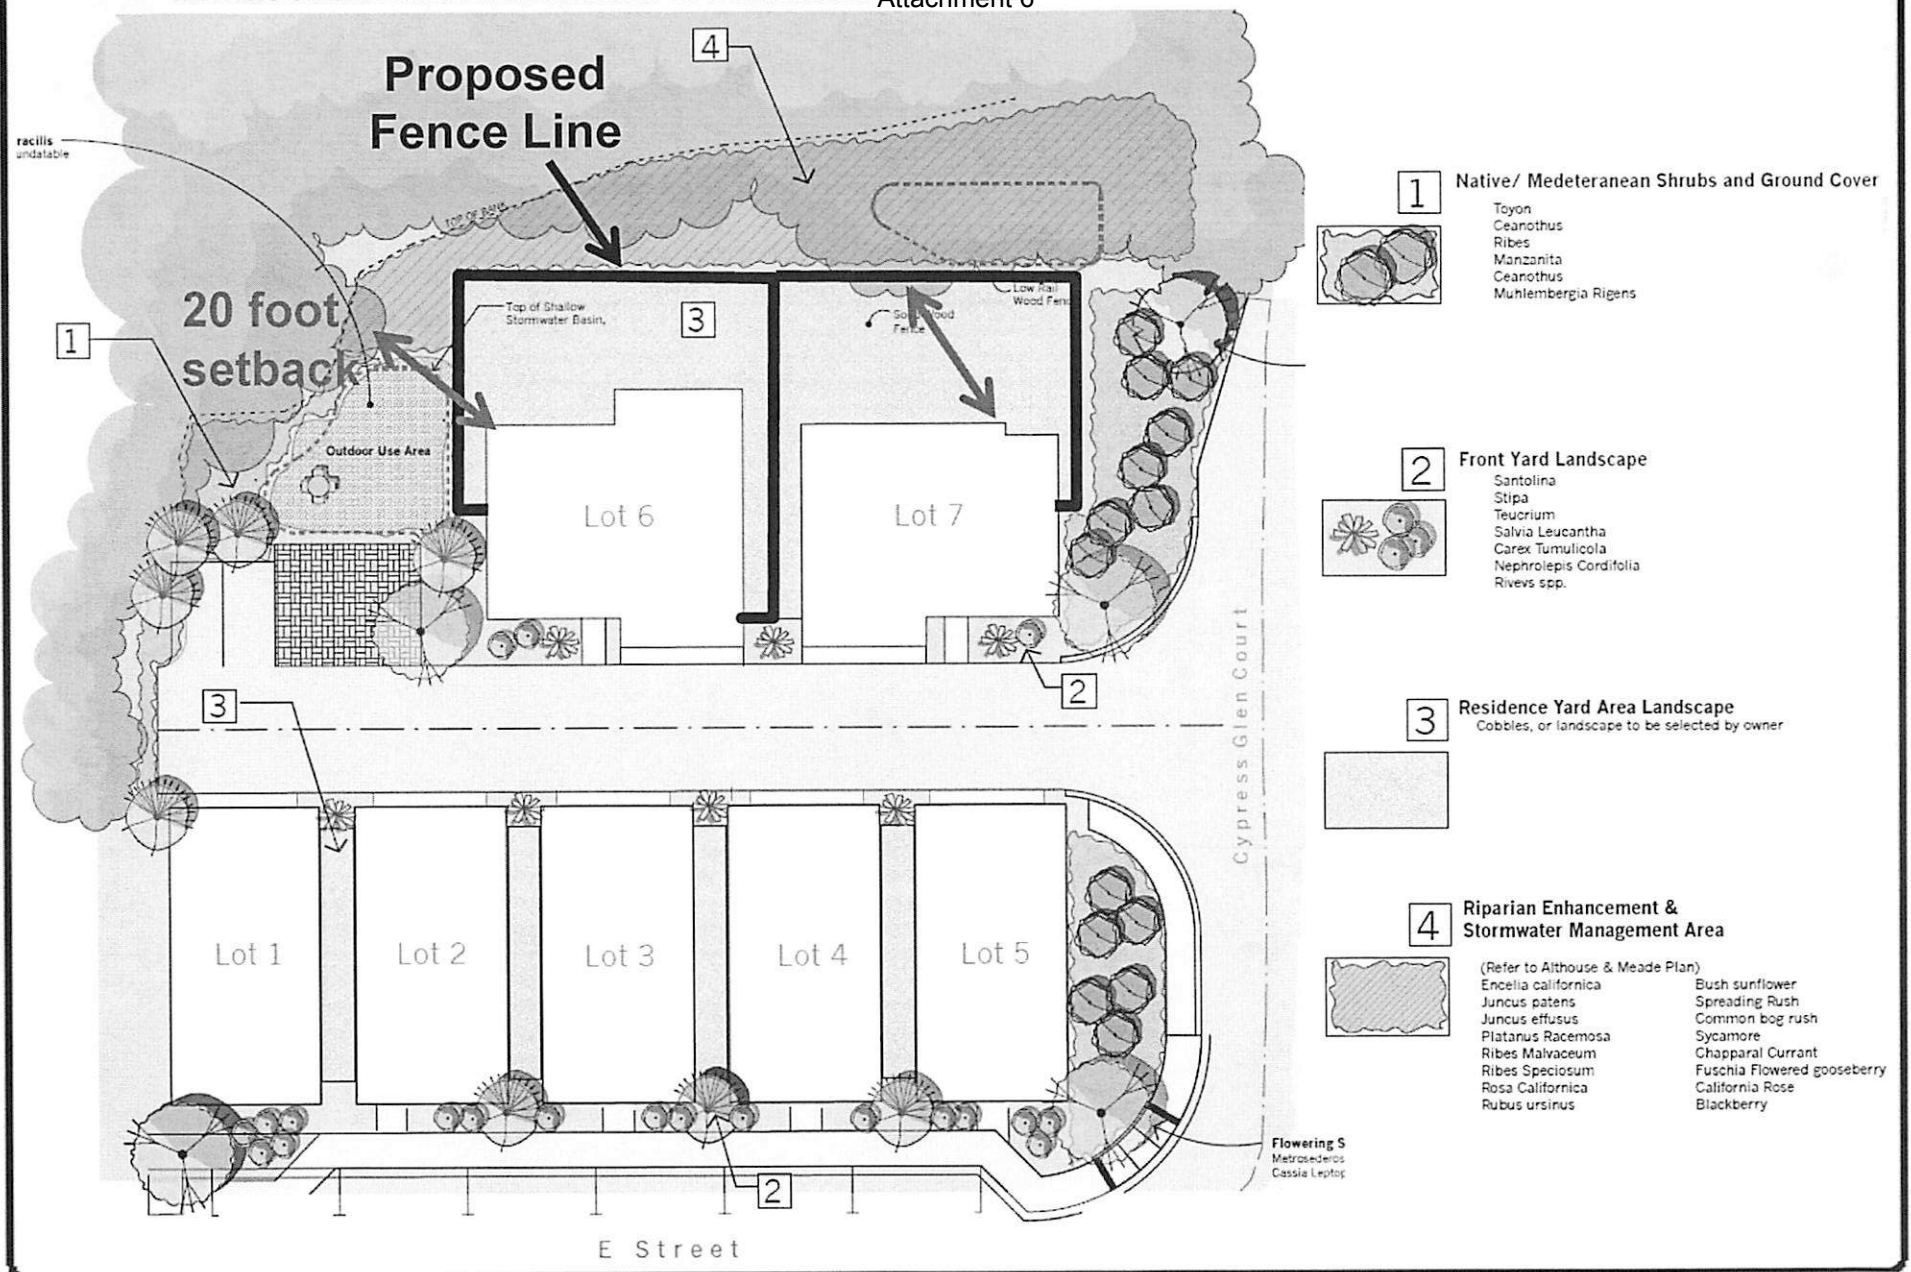 Attachment 6
4
Proposed
Fence Line
racilis
undatable
TOP OF BANK
20 foot
setback
1
Top of Shallow
Stormwater Basin,
3
Low Rail
Wood Fenc
Wood
Fence
Outdoor Use Area
Lot 6
Lot 7
2
3
Cypress Glen Court
Lot 1
Lot 2
Lot 3
Lot 4
Lot 5
2
E Street
Flowering S
Metrosederos
Cassia Leptop
1
Native/ Medeteranean Shrubs and Ground Cover
Toyon
Ceanothus
Ribes
Manzanita
Ceanothus
Muhlembergia Rigens
2
Front Yard Landscape
Santolina
Stipa
Teucrium
Salvia Leucantha
Carex Tumulicola
Nephrolepis Cordifolia
Rivevs spp.
3
Residence Yard Area Landscape
Cobbles, or landscape to be selected by owner
4
Riparian Enhancement &
Stormwater Management Area
(Refer to Althouse & Meade Plan)
Encelia californica Bush sunflower
Juncus patens Spreading Rush
Juncus effusus Common bog rush
Platanus Racemosa Sycamore
Ribes Malvaceum Chapparal Currant
Ribes Speciosum Fuschia Flowered gooseberry
Rosa Californica California Rose
Rubus ursinus Blackberry